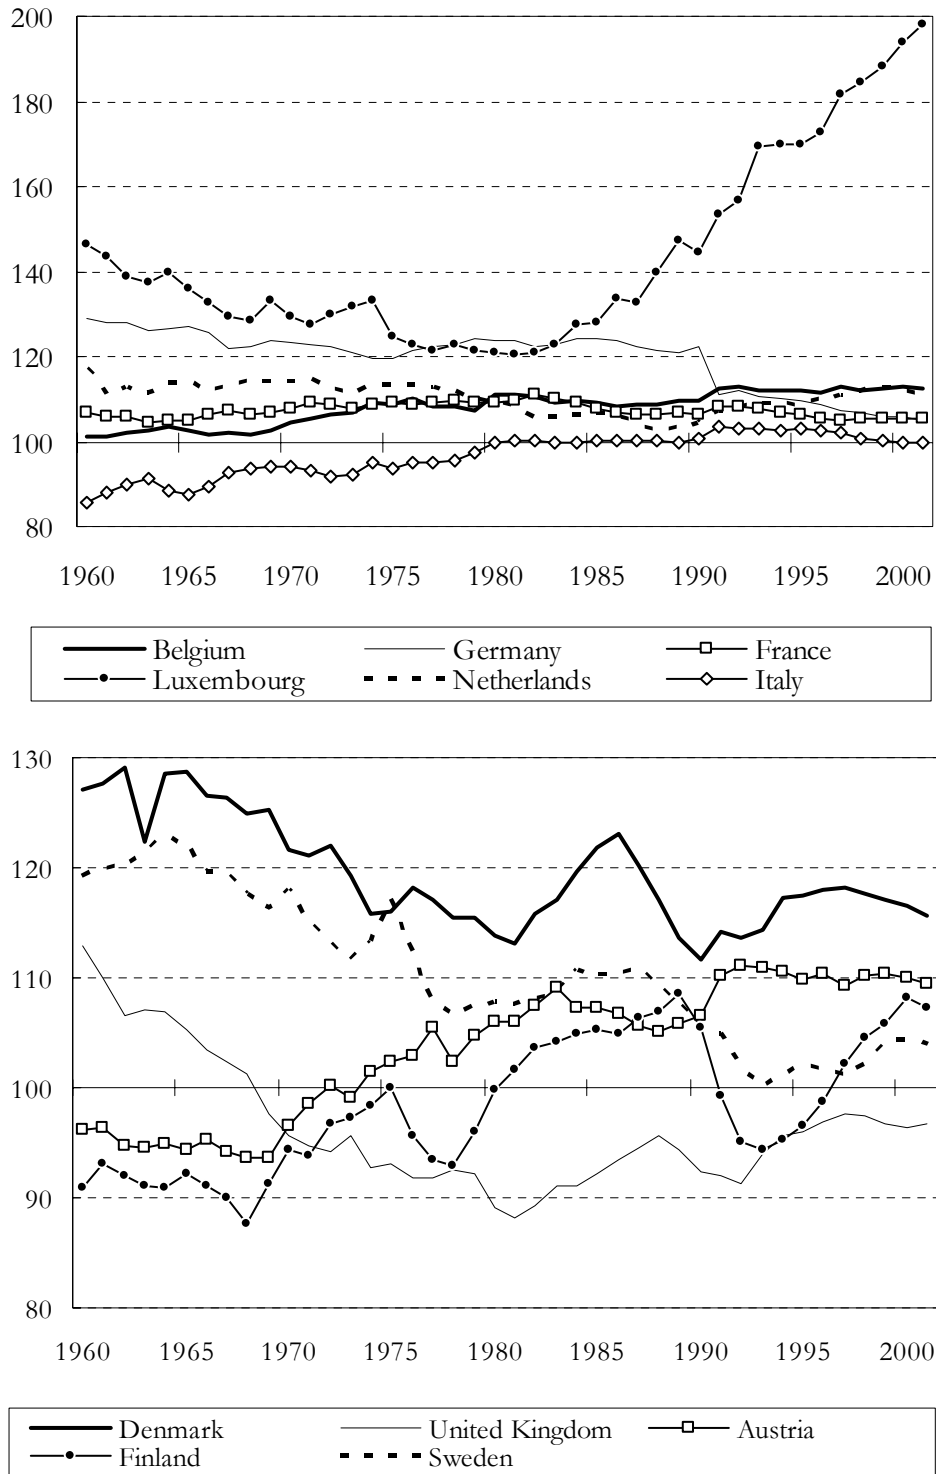 200
180
160
140
120
100
80
1960 1965 1970 1975 1980 1985 1990 1995 2000
Belgium Germany France
Luxembourg Netherlands Italy
130
120
110
100
90
80
1960 1965 1970 1975 1980 1985 1990 1995 2000
Denmark United Kingdom Austria
Finland Sweden